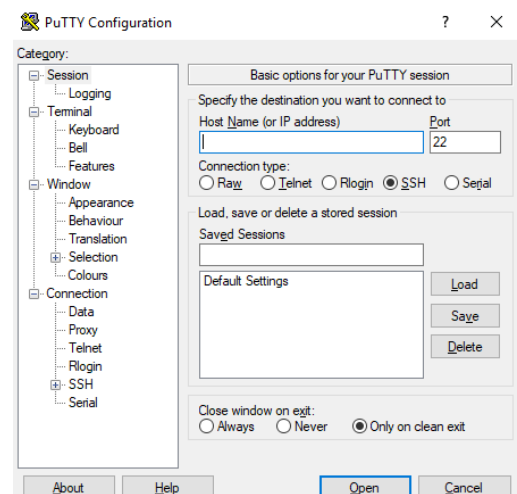 PuTTY Configuration ? ×
Category:
Session
Logging
Terminal
Keyboard
Bell
Features
Window
Appearance
Behaviour
Translation
Selection
Colours
Connection
Data
Proxy
Telnet
Rlogin
SSH
Serial
Basic options for your PuTTY session
Specify the destination you want to connect to
Host Name (or IP address) Port
22
Connection type:
Raw Telnet Rlogin SSH Serial
Load, save or delete a stored session
Saved Sessions
Default Settings
Load
Save
Delete
Close window on exit:
Always Never Only on clean exit
About Help Open Cancel